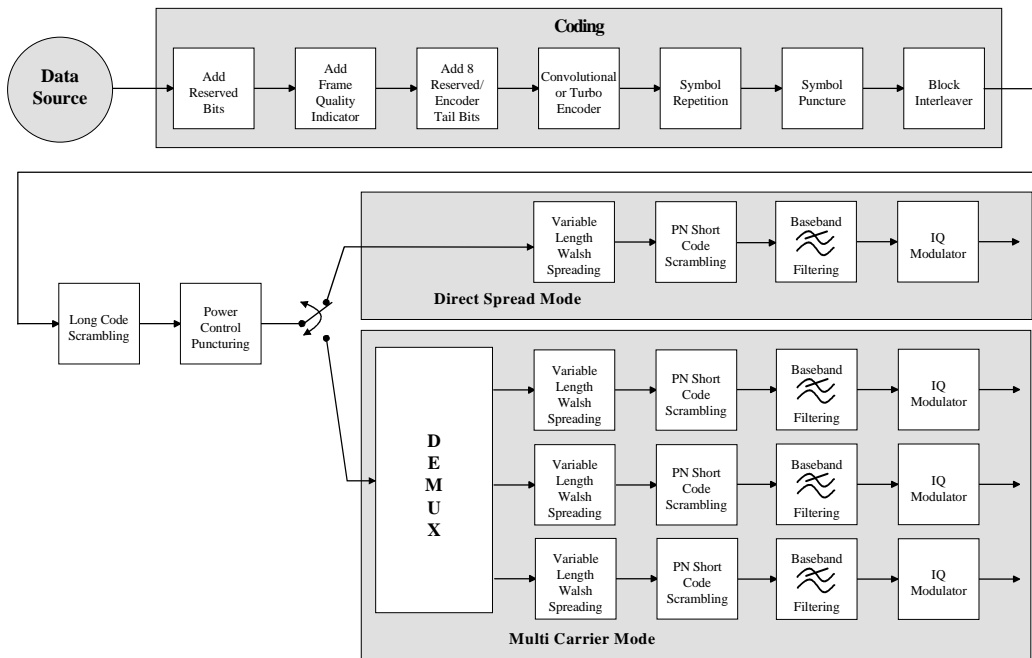 Coding
Data
Source
Add
Reserved
Bits
Add
Frame
Quality
Indicator
Add 8
Reserved/
Encoder
Tail Bits
Convolutional
or Turbo
Encoder
Symbol
Repetition
Symbol
Puncture
Block
Interleaver
Long Code
Scrambling
Power
Control
Puncturing
Variable
Length
Walsh
Spreading
PN Short
Code
Scrambling
Baseband
Filtering
IQ
Modulator
Direct Spread Mode
D
E
M
U
X
Variable
Length
Walsh
Spreading
PN Short
Code
Scrambling
Baseband
Filtering
IQ
Modulator
Variable
Length
Walsh
Spreading
PN Short
Code
Scrambling
Baseband
Filtering
IQ
Modulator
Variable
Length
Walsh
Spreading
PN Short
Code
Scrambling
Baseband
Filtering
IQ
Modulator
Multi Carrier Mode